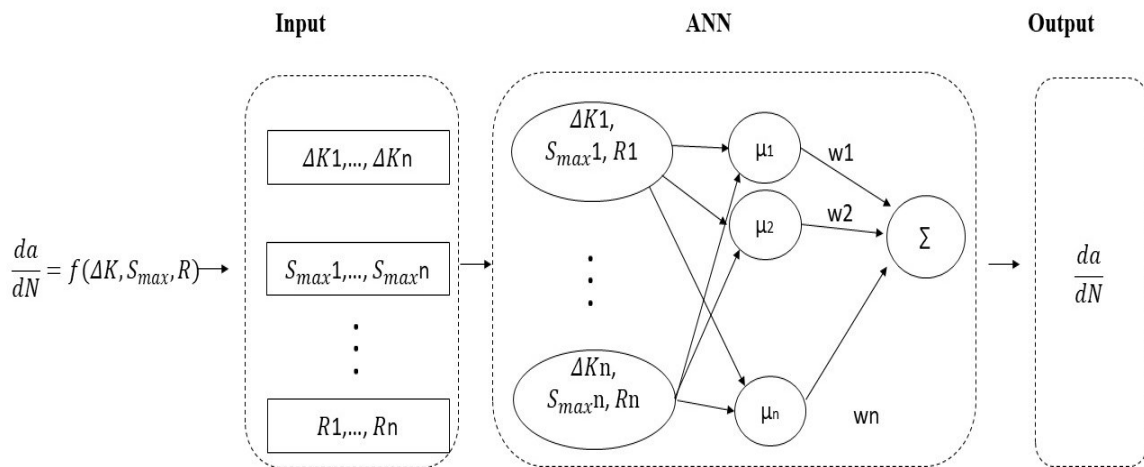 Input
ANN
Output
da/dN = f(ΔK, Smax, R)
ΔK1,..., ΔKn
Smax1,..., Smaxn
R1,..., Rn
ΔK1,
Smax1, R1
ΔKn,
Smaxn, Rn
μ1
μ2
μn
w1
w2
wn
Σ
da/dN